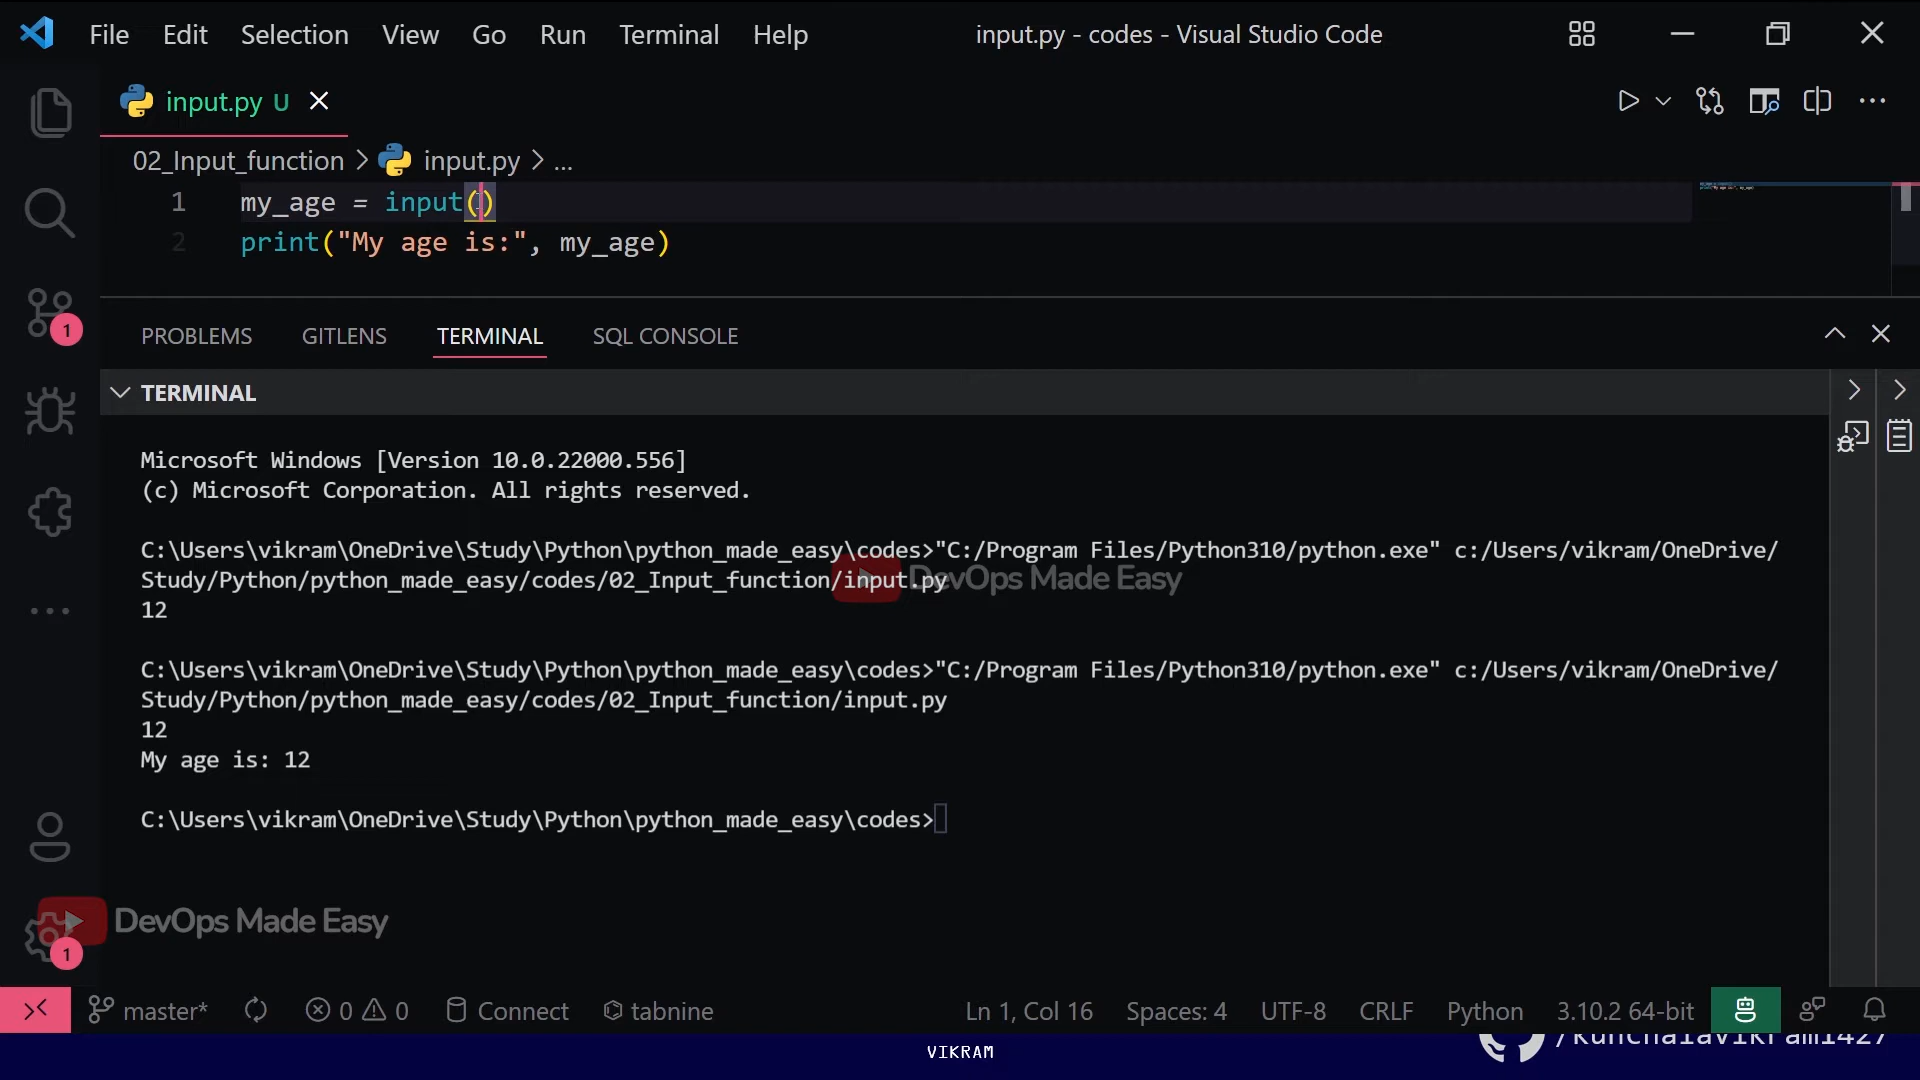 File Edit Selection View Go Run Terminal Help input.py - codes - Visual Studio Code
input.py U
02_Input_function > input.py > ...
1 my_age = input()
2 print("My age is:", my_age)
PROBLEMS GITLENS TERMINAL SQL CONSOLE
TERMINAL
Microsoft Windows [Version 10.0.22000.556]
(c) Microsoft Corporation. All rights reserved.
C:\Users\vikram\OneDrive\Study\Python\python_made_easy\codes>"C:/Program Files/Python310/python.exe" c:/Users/vikram/OneDrive/
Study/Python/python_made_easy/codes/02_Input_function/input.py
DevOps Made Easy
12
C:\Users\vikram\OneDrive\Study\Python\python_made_easy\codes>"C:/Program Files/Python310/python.exe" c:/Users/vikram/OneDrive/
Study/Python/python_made_easy/codes/02_Input_function/input.py
12
My age is: 12
C:\Users\vikram\OneDrive\Study\Python\python_made_easy\codes>
DevOps Made Easy
1
1
master* 0 0 Connect tabnine Ln 1, Col 16 Spaces: 4 UTF-8 CRLF Python 3.10.2 64-bit
VIKRAM
/kunchalavikram1427